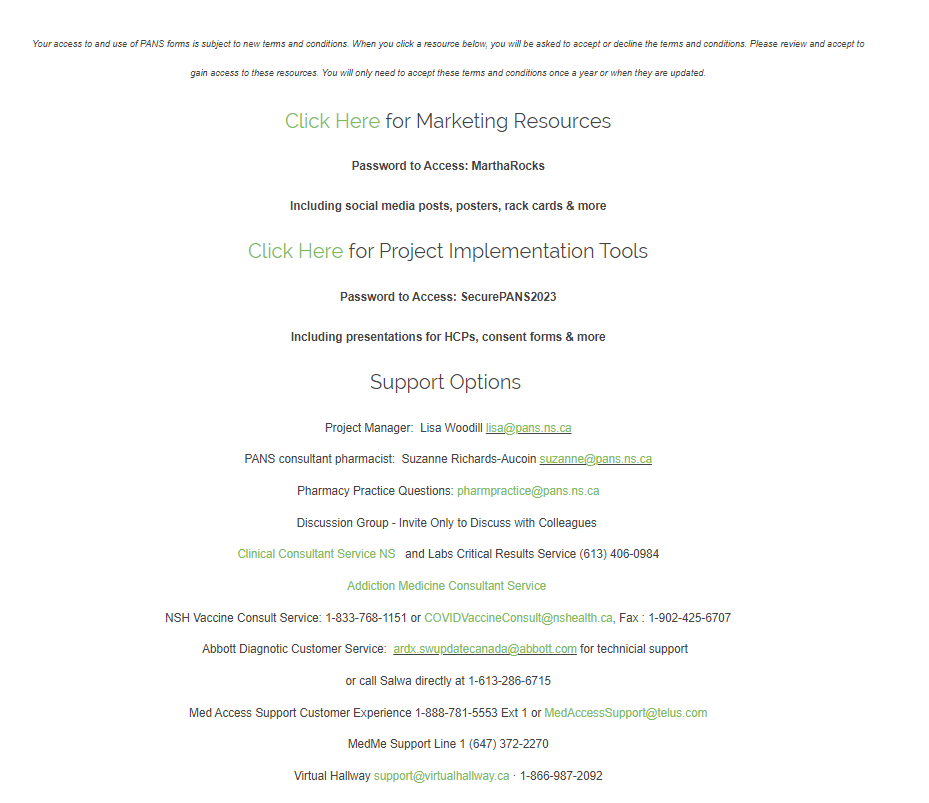 Your access to and use of PANS forms is subject to new terms and conditions. When you click a resource below, you will be asked to accept or decline the terms and conditions. Please review and accept to
gain access to these resources. You will only need to accept these terms and conditions once a year or when they are updated.
Click Here for Marketing Resources
Password to Access: MarthaRocks
Including social media posts, posters, rack cards & more
Click Here for Project Implementation Tools
Password to Access: SecurePANS2023
Including presentations for HCPs, consent forms & more
Support Options
Project Manager:  Lisa Woodill lisa@pans.ns.ca
PANS consultant pharmacist:  Suzanne Richards-Aucoin suzanne@pans.ns.ca
Pharmacy Practice Questions: pharmpractice@pans.ns.ca
Discussion Group - Invite Only to Discuss with Colleagues
Clinical Consultant Service NS   and Labs Critical Results Service (613) 406-0984
Addiction Medicine Consultant Service
NSH Vaccine Consult Service: 1-833-768-1151 or COVIDVaccineConsult@nshealth.ca, Fax : 1-902-425-6707
Abbott Diagnotic Customer Service:  ardx.swupdatecanada@abbott.com for technicial support
or call Salwa directly at 1-613-286-6715
Med Access Support Customer Experience 1-888-781-5553 Ext 1 or MedAccessSupport@telus.com
MedMe Support Line 1 (647) 372-2270
Virtual Hallway support@virtualhallway.ca · 1-866-987-2092